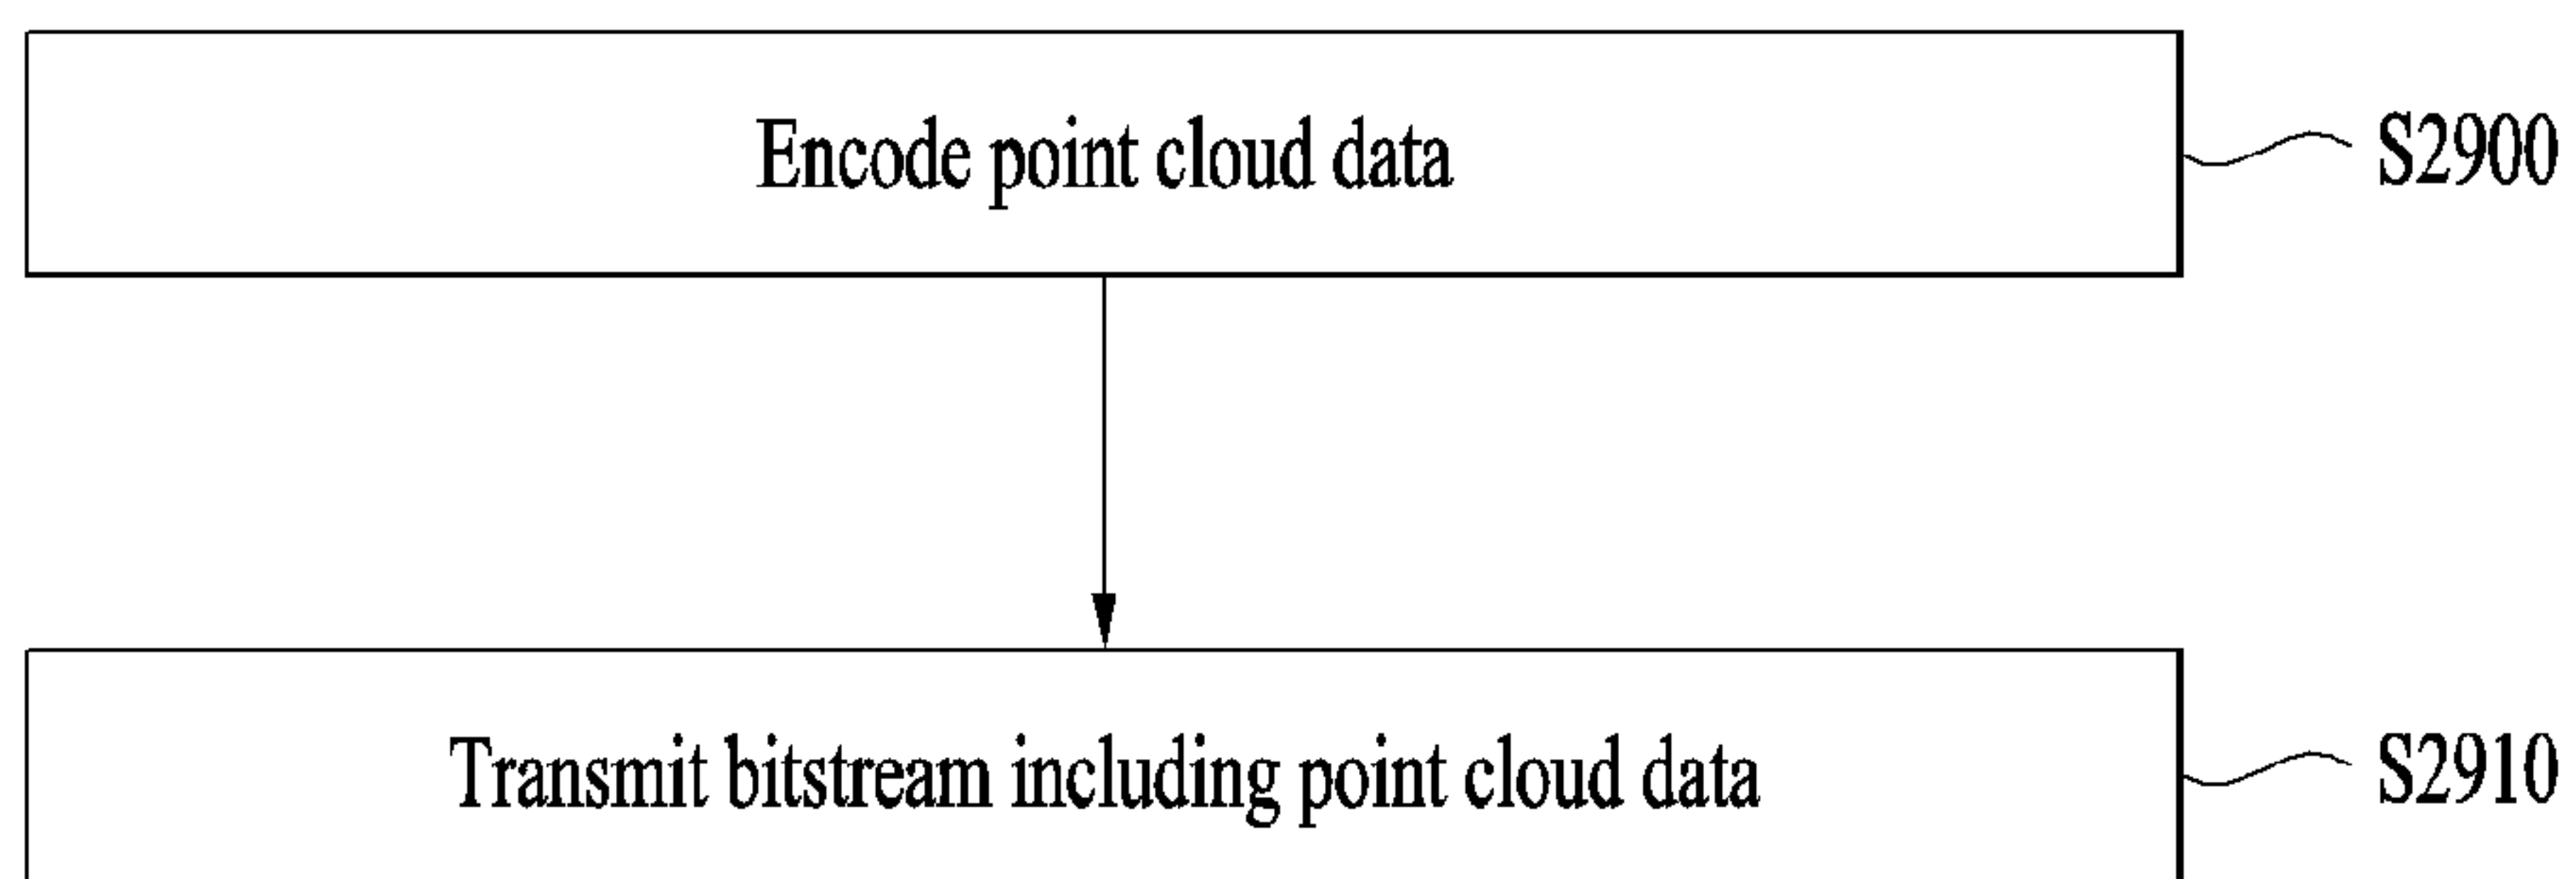 Encode point cloud data
S2900
Transmit bitstream including point cloud data
S2910